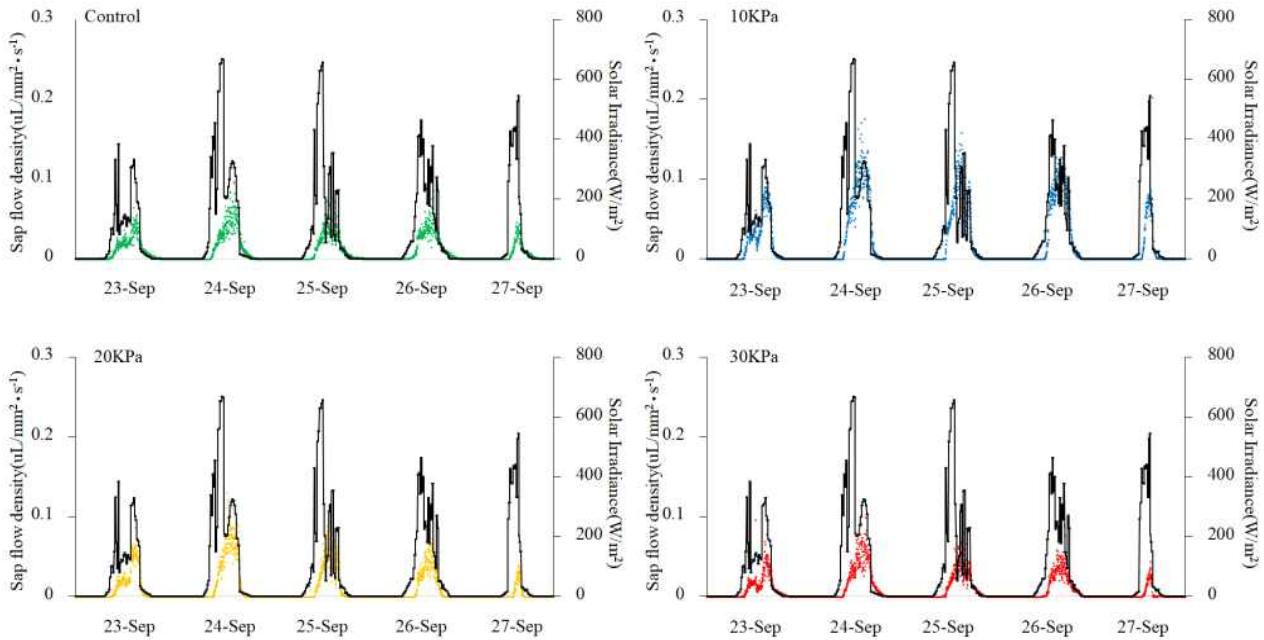 Control
0.3
0.2
0.1
0
Sap flow density(uL/mm²•s⁻¹)
800
600
400
200
0
Solar Irradiance(W/m²)
23-Sep 24-Sep 25-Sep 26-Sep 27-Sep
10KPa
0.3
0.2
0.1
0
Sap flow density(uL/mm²•s⁻¹)
800
600
400
200
0
Solar Irradiance(W/m²)
23-Sep 24-Sep 25-Sep 26-Sep 27-Sep
20KPa
0.3
0.2
0.1
0
Sap flow density(uL/mm²•s⁻¹)
800
600
400
200
0
Solar Irradiance(W/m²)
23-Sep 24-Sep 25-Sep 26-Sep 27-Sep
30KPa
0.3
0.2
0.1
0
Sap flow density(uL/mm²•s⁻¹)
800
600
400
200
0
Solar Irradiance(W/m²)
23-Sep 24-Sep 25-Sep 26-Sep 27-Sep